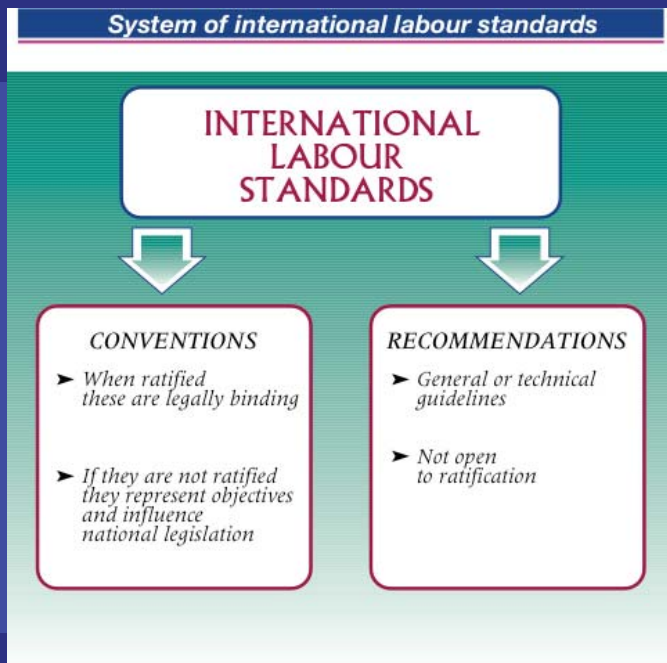 System of international labour standards
INTERNATIONAL
LABOUR
STANDARDS
CONVENTIONS
➤ When ratified
these are legally binding
➤ If they are not ratified
they represent objectives
and influence
national legislation
RECOMMENDATIONS
➤ General or technical
guidelines
➤ Not open
to ratification